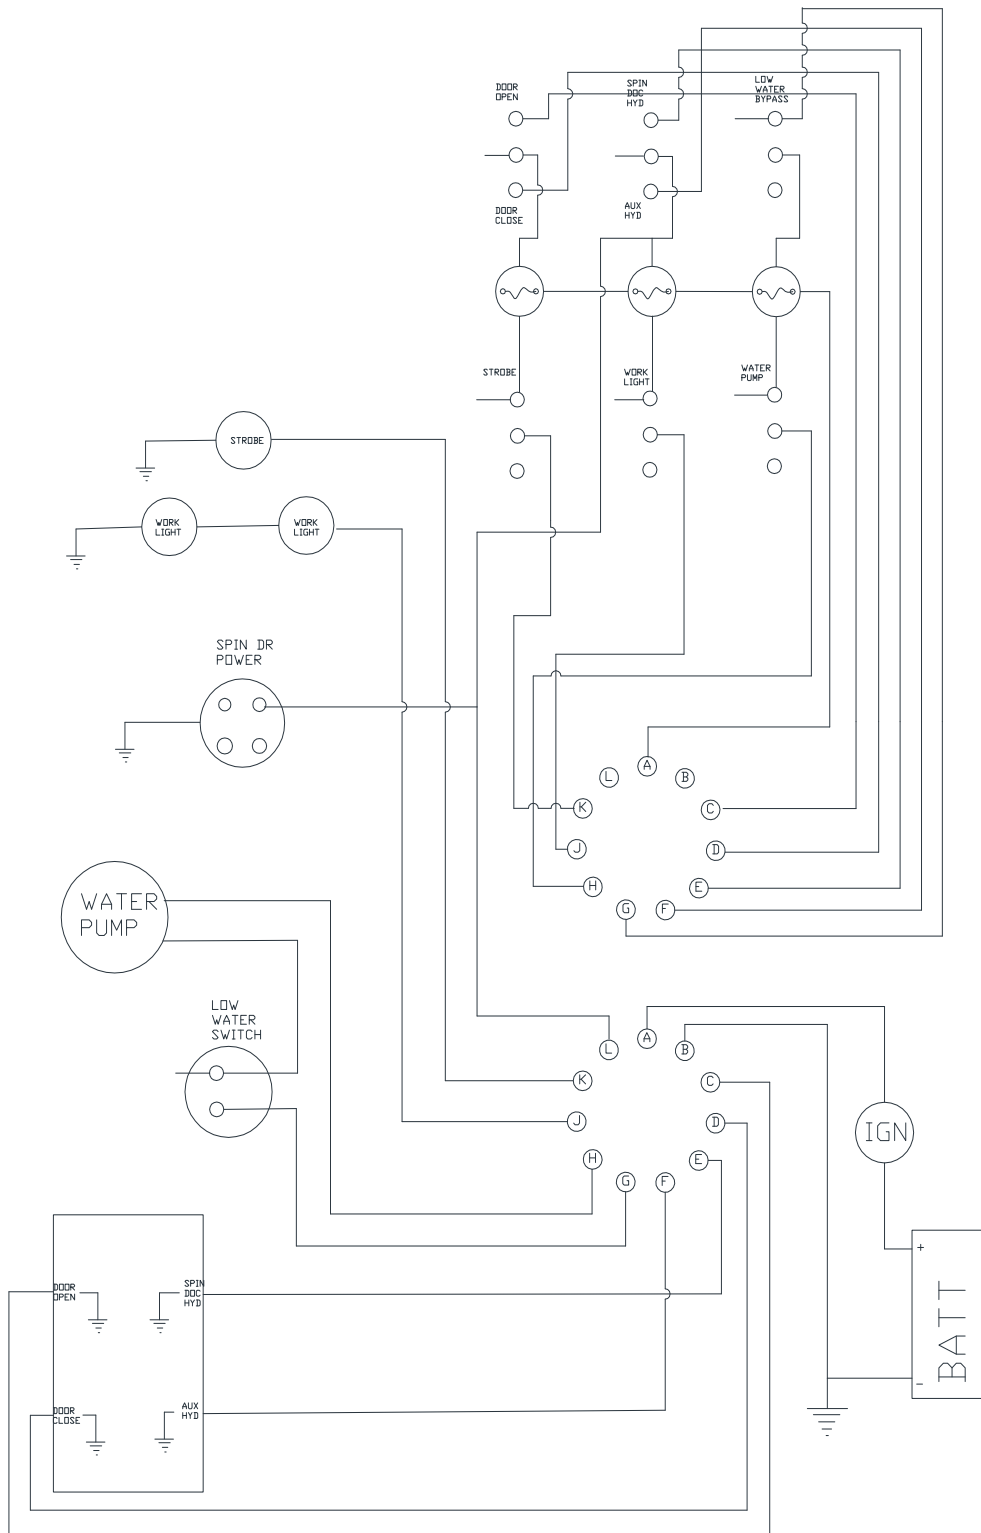 DOOR
OPEN
SPIN
DOC
HYD
LOW
WATER
BYPASS
DOOR
CLOSE
AUX
HYD
STROBE
WORK
LIGHT
WATER
PUMP
STROBE
WORK
LIGHT
WORK
LIGHT
SPIN DR
POWER
A
L
B
K
C
J
D
H
E
G
F
WATER
PUMP
LOW
WATER
SWITCH
A
L
B
K
C
J
D
H
E
G
F
IGN
+
BATT
-
DOOR
OPEN
SPIN
DOC
HYD
DOOR
CLOSE
AUX
HYD